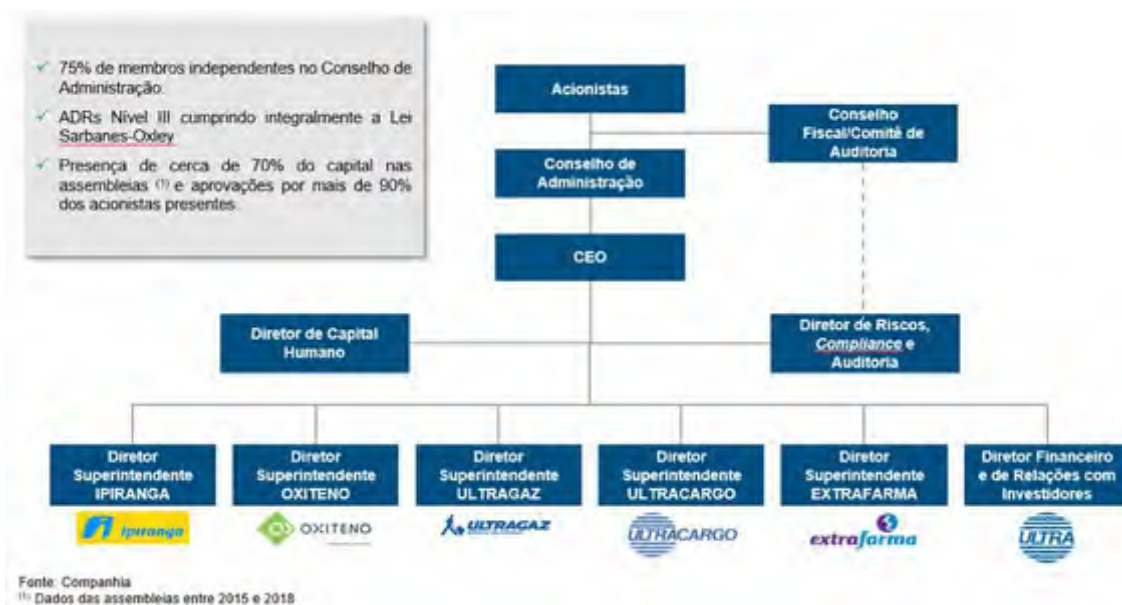 ✓ 75% de membros independentes no Conselho de
Administração.
✓ ADRs Nível III cumprindo integralmente a Lei
Sarbanes-Oxley
✓ Presença de cerca de 70% do capital nas
assembleias (1) e aprovações por mais de 90%
dos acionistas presentes.
Acionistas
Conselho
Fiscal/Comitê de
Auditoria
Conselho de
Administração
CEO
Diretor de Capital
Humano
Diretor de Riscos,
Compliance e
Auditoria
Diretor
Superintendente
IPIRANGA
Diretor
Superintendente
OXITENO
Diretor
Superintendente
ULTRAGAZ
Diretor
Superintendente
ULTRACARGO
Diretor
Superintendente
EXTRAFARMA
Diretor Financeiro
e de Relações com
Investidores
Ipiranga
OXITENO
ULTRAGAZ
ULTRACARGO
extrafarma
ULTRA
Fonte: Companhia
(1) Dados das assembleias entre 2015 e 2018